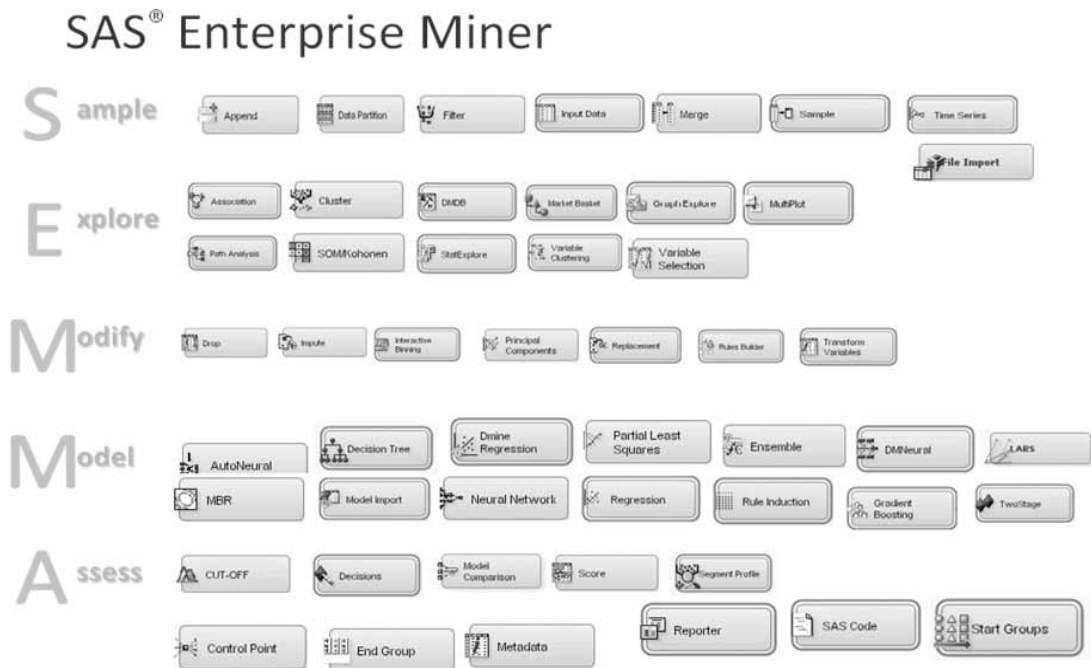 SAS® Enterprise Miner
Sample
Append
Data Partition
Filter
Input Data
Merge
Sample
Time Series
File Import
Explore
Association
Cluster
DMDB
Market Basket
Graph Explore
MultiPlot
Path Analysis
SOM/Kohonen
StatExplore
Variable
Clustering
Variable
Selection
Modify
Drop
Impute
Interactive
Binning
Principal
Components
Replacement
Rules Builder
Transform
Variables
Model
AutoNeural
Decision Tree
Dmine
Regression
Partial Least
Squares
Ensemble
DMNeural
LARS
MBR
Model Import
Neural Network
Regression
Rule Induction
Gradient
Boosting
TwoStage
Assess
CUT-OFF
Decisions
Model
Comparison
Score
Segment Profile
Control Point
End Group
Metadata
Reporter
SAS Code
Start Groups